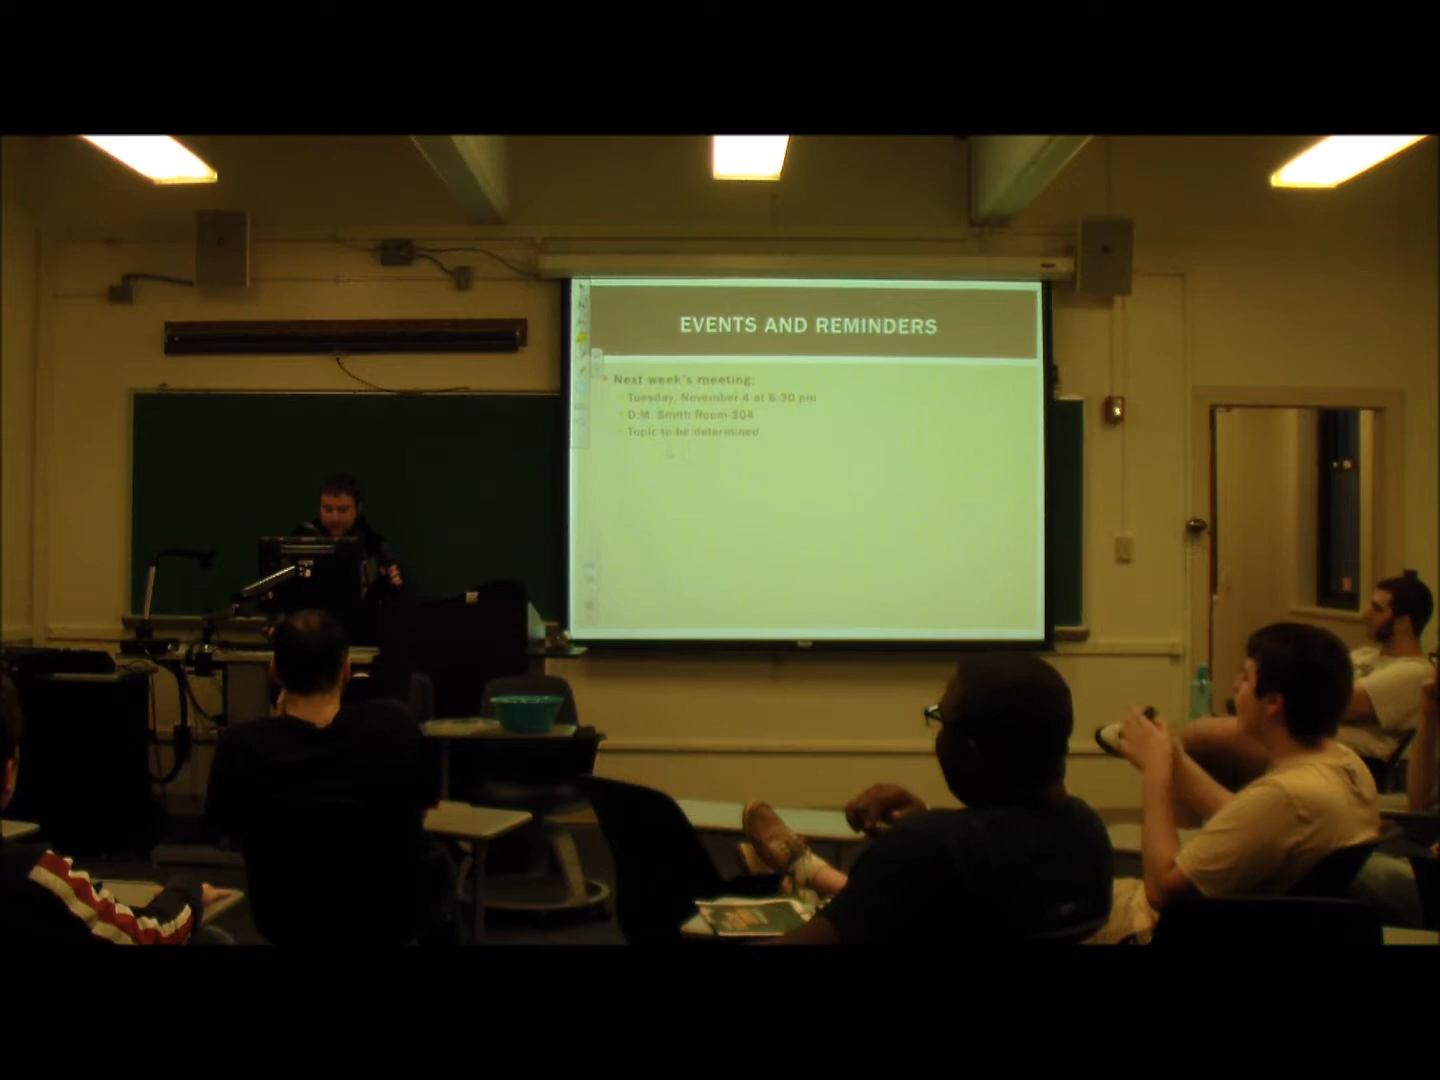 EVENTS AND REMINDERS
Next week's meeting:
Tuesday, November 4 at 6:30 pm
D.M. Smith Room 304
Topic to be determined